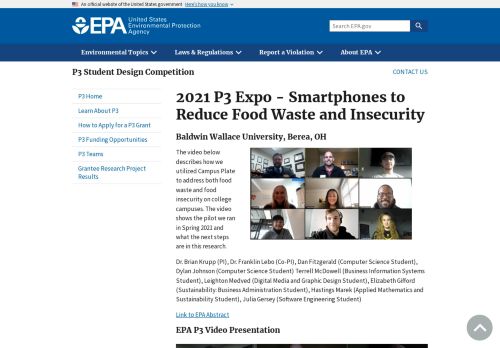 An official website of the United States government Here's how you know
EPA United States
Environmental Protection
Agency
Search EPA.gov
Environmental Topics
Laws & Regulations
Report a Violation
About EPA
P3 Student Design Competition
CONTACT US
P3 Home
Learn About P3
How to Apply for a P3 Grant
P3 Funding Opportunities
P3 Teams
Grantee Research Project
Results
2021 P3 Expo - Smartphones to
Reduce Food Waste and Insecurity
Baldwin Wallace University, Berea, OH
The video below
describes how we
utilized Campus Plate
to address both food
waste and food
insecurity on college
campuses. The video
shows the pilot we ran
in Spring 2021 and
what the next steps
are in this research.
Dr. Brian Krupp (PI), Dr. Franklin Lebo (Co-PI), Dan Fitzgerald (Computer Science Student),
Dylan Johnson (Computer Science Student) Terrell McDowell (Business Information Systems
Student), Leighton Medved (Digital Media and Graphic Design Student), Elizabeth Gifford
(Sustainability: Business Administration Student), Hastings Marek (Applied Mathematics and
Sustainability Student), Julia Gersey (Software Engineering Student)
Link to EPA Abstract
EPA P3 Video Presentation